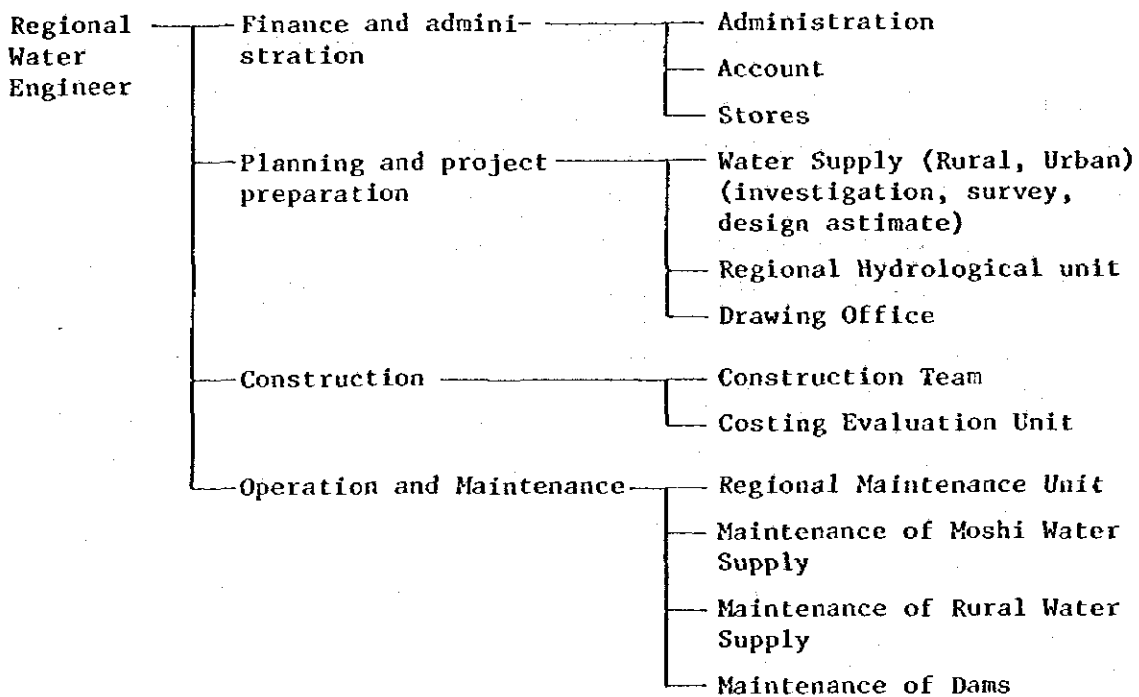 Regional
Water
Engineer
Finance and admini-
stration
Administration
Account
Stores
Planning and project
preparation
Water Supply (Rural, Urban)
(investigation, survey,
design astimate)
Regional Hydrological unit
Drawing Office
Construction
Construction Team
Costing Evaluation Unit
Operation and Maintenance
Regional Maintenance Unit
Maintenance of Moshi Water
Supply
Maintenance of Rural Water
Supply
Maintenance of Dams